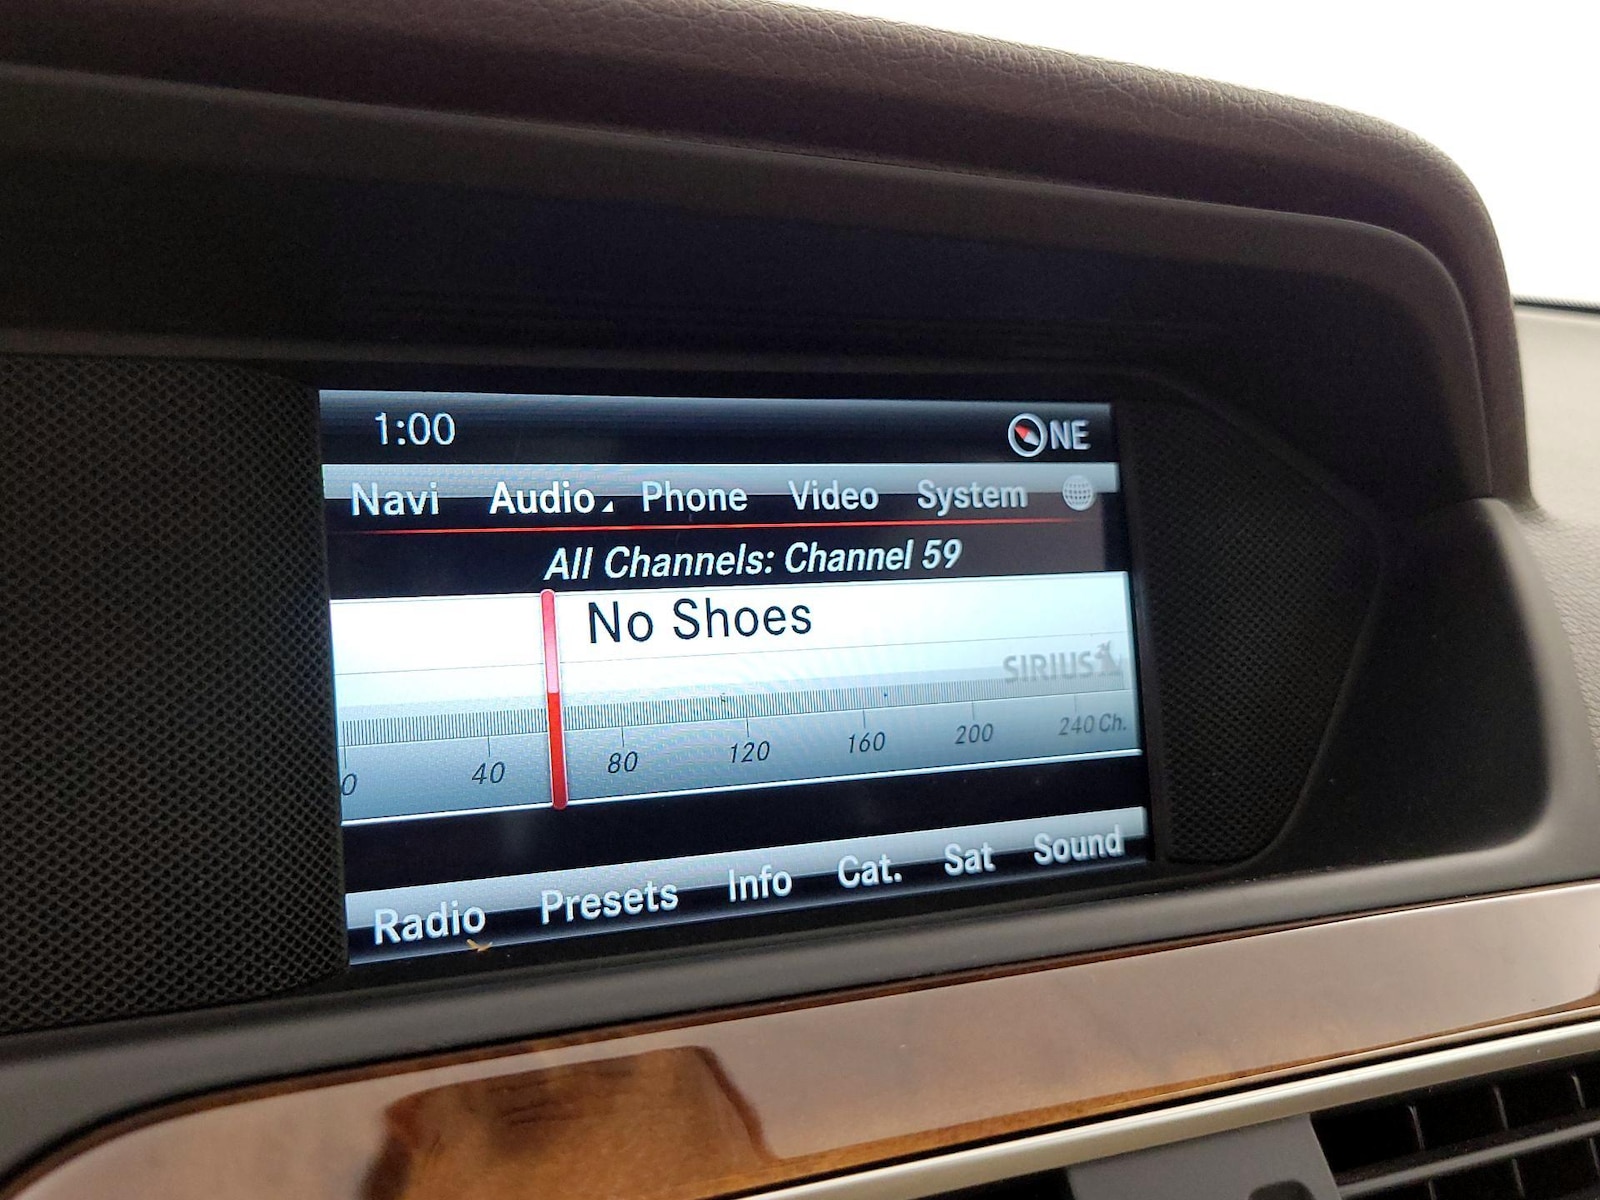 1:00 NE
Navi Audio Phone Video System
All Channels: Channel 59
No Shoes
SIRIUS
0 40 80 120 160 200 240 Ch.
Radio Presets Info Cat. Sat Sound